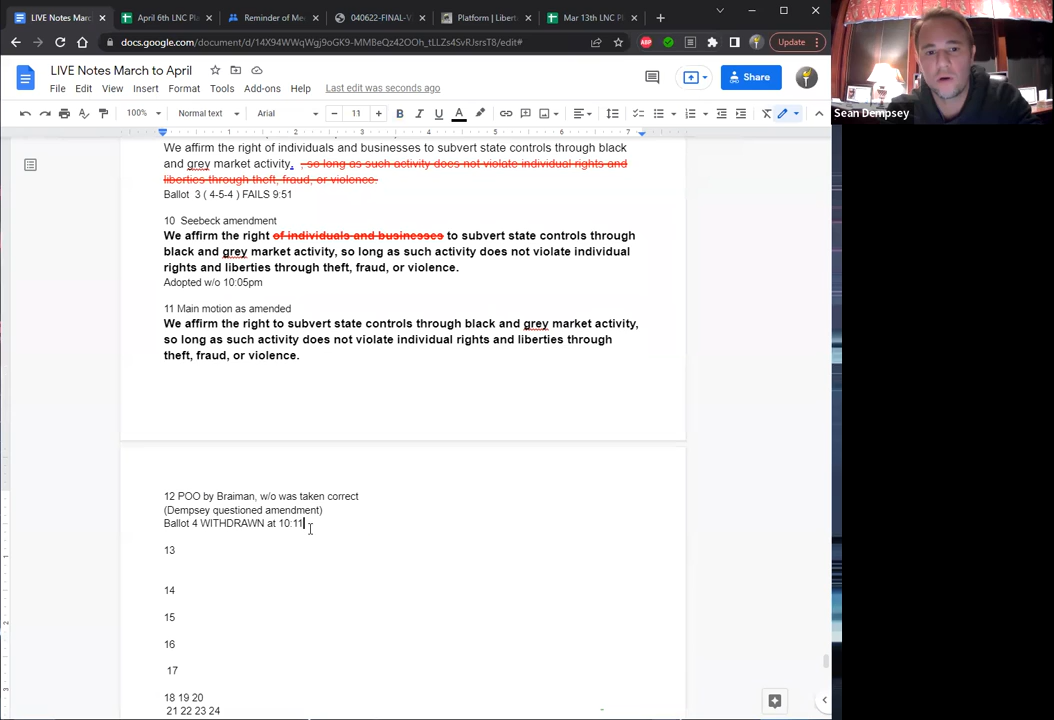 LIVE Notes March to April
April 6th LNC Pl
Reminder of Me
040622-FINAL-V
Platform | Libert
Mar 13th LNC Pl
docs.google.com/document/d/14X94WWqWgj9oGK9-MMBeQz42OOh_tLLZs4SvRJsrsT8/edit#
ABP
Update
LIVE Notes March to April
File Edit View Insert Format Tools Add-ons Help Last edit was seconds ago
Share
Sean Dempsey
100% Normal text Arial 11 B I U A
1 2 3 4 5 6 7
We affirm the right of individuals and businesses to subvert state controls through black
and grey market activity. , so long as such activity does not violate individual rights and
liberties through theft, fraud, or violence.
Ballot 3 ( 4-5-4 ) FAILS 9:51
10 Seebeck amendment
We affirm the right of individuals and businesses to subvert state controls through
black and grey market activity, so long as such activity does not violate individual
rights and liberties through theft, fraud, or violence.
Adopted w/o 10:05pm
11 Main motion as amended
We affirm the right to subvert state controls through black and grey market activity,
so long as such activity does not violate individual rights and liberties through
theft, fraud, or violence.
12 POO by Braiman, w/o was taken correct
(Dempsey questioned amendment)
Ballot 4 WITHDRAWN at 10:11
13
14
15
16
17
18 19 20
21 22 23 24